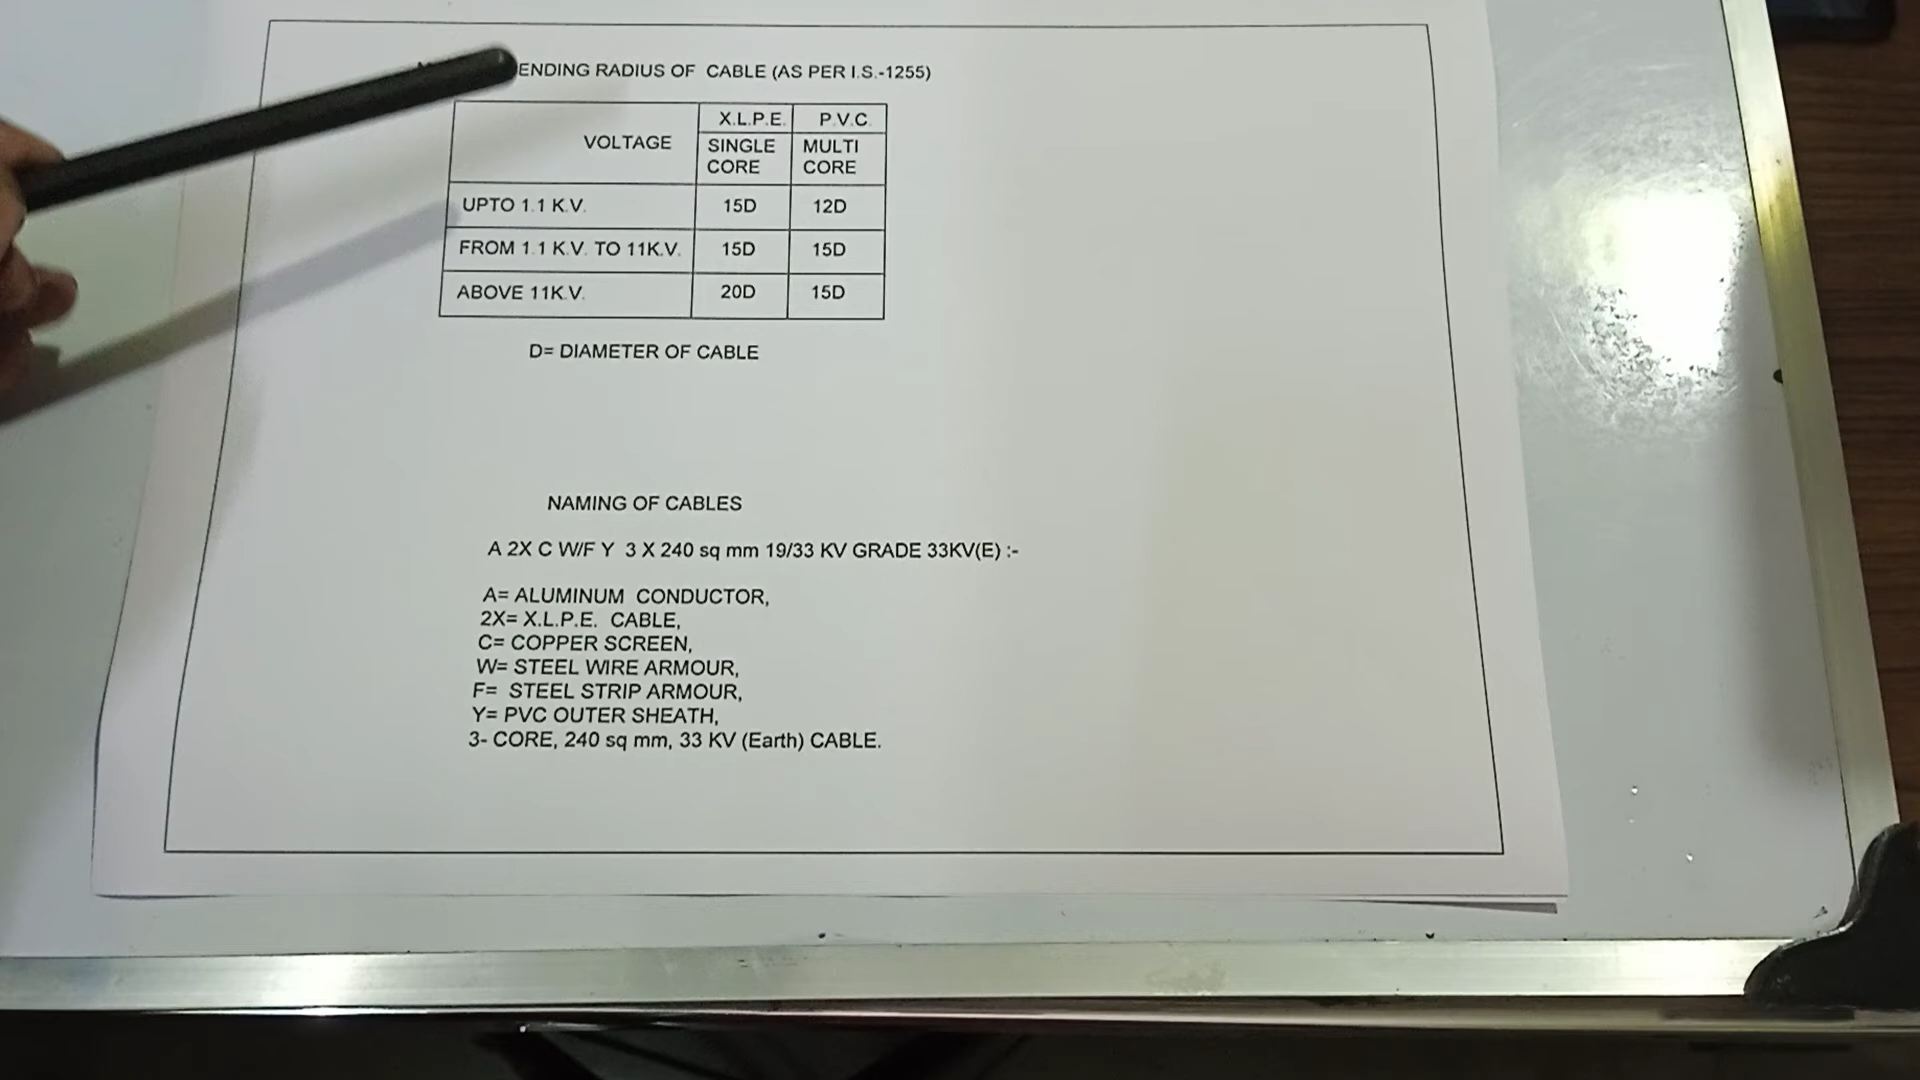 ENDING RADIUS OF CABLE (AS PER I.S.-1255)
X.L.P.E. P.V.C.
VOLTAGE SINGLE CORE MULTI CORE
UPTO 1.1 K.V. 15D 12D
FROM 1.1 K.V. TO 11K.V. 15D 15D
ABOVE 11K.V. 20D 15D
D= DIAMETER OF CABLE
NAMING OF CABLES
A 2X C W/F Y 3 X 240 sq mm 19/33 KV GRADE 33KV(E) :-
A= ALUMINUM CONDUCTOR,
2X= X.L.P.E. CABLE,
C= COPPER SCREEN,
W= STEEL WIRE ARMOUR,
F= STEEL STRIP ARMOUR,
Y= PVC OUTER SHEATH,
3- CORE, 240 sq mm, 33 KV (Earth) CABLE.